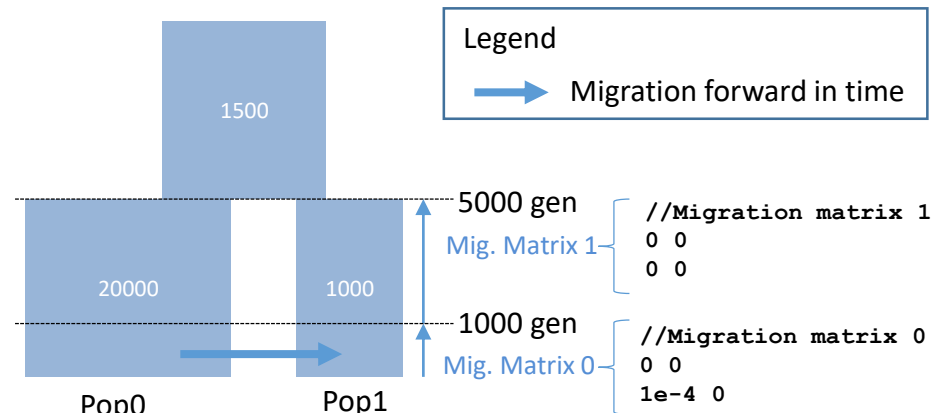 Legend
Migration forward in time
1500
5000 gen
Mig. Matrix 1
//Migration matrix 1
0 0
0 0
20000
1000
1000 gen
Mig. Matrix 0
//Migration matrix 0
0 0
1e-4 0
Pop0
Pop1